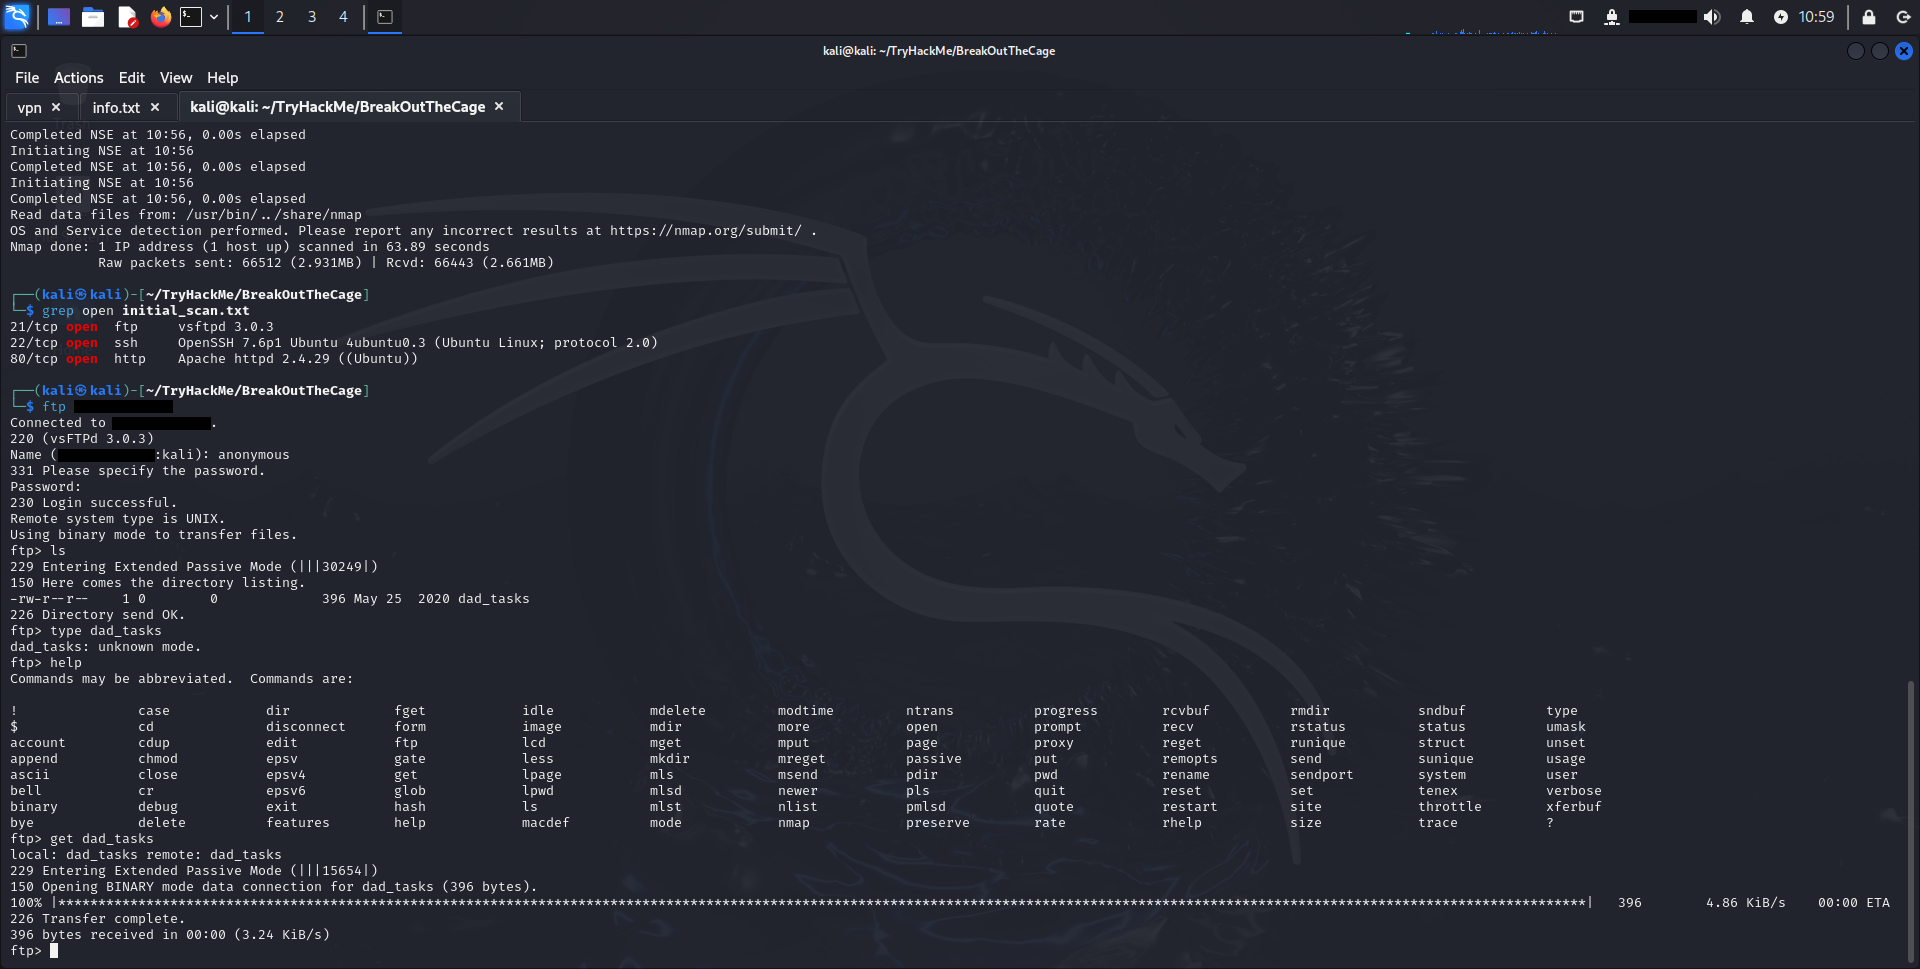 1 2 3 4 10:59
kali@kali: ~/TryHackMe/BreakOutTheCage
File Actions Edit View Help
vpn × info.txt × kali@kali: ~/TryHackMe/BreakOutTheCage ×
Completed NSE at 10:56, 0.00s elapsed
Initiating NSE at 10:56
Completed NSE at 10:56, 0.00s elapsed
Initiating NSE at 10:56
Completed NSE at 10:56, 0.00s elapsed
Read data files from: /usr/bin/../share/nmap
OS and Service detection performed. Please report any incorrect results at https://nmap.org/submit/ .
Nmap done: 1 IP address (1 host up) scanned in 63.89 seconds
           Raw packets sent: 66512 (2.931MB) | Rcvd: 66443 (2.661MB)
┌──(kali㉿kali)-[~/TryHackMe/BreakOutTheCage]
└─$ grep open initial_scan.txt
21/tcp open  ftp     vsftpd 3.0.3
22/tcp open  ssh     OpenSSH 7.6p1 Ubuntu 4ubuntu0.3 (Ubuntu Linux; protocol 2.0)
80/tcp open  http    Apache httpd 2.4.29 ((Ubuntu))
┌──(kali㉿kali)-[~/TryHackMe/BreakOutTheCage]
└─$ ftp
Connected to .
220 (vsFTPd 3.0.3)
Name ( :kali): anonymous
331 Please specify the password.
Password:
230 Login successful.
Remote system type is UNIX.
Using binary mode to transfer files.
ftp> ls
229 Entering Extended Passive Mode (|||30249|)
150 Here comes the directory listing.
-rw-r--r--    1 0        0             396 May 25  2020 dad_tasks
226 Directory send OK.
ftp> type dad_tasks
dad_tasks: unknown mode.
ftp> help
Commands may be abbreviated.  Commands are:
! case dir fget idle mdelete modtime ntrans progress rcvbuf rmdir sndbuf type
$ cd disconnect form image mdir more open prompt recv rstatus status umask
account cdup edit ftp lcd mget mput page proxy reget runique struct unset
append chmod epsv gate less mkdir mreget passive put remopts send sunique usage
ascii close epsv4 get lpage mls msend pdir pwd rename sendport system user
bell cr epsv6 glob lpwd mlsd newer pls quit reset set tenex verbose
binary debug exit hash ls mlst nlist pmlsd quote restart site throttle xferbuf
bye delete features help macdef mode nmap preserve rate rhelp size trace ?
ftp> get dad_tasks
local: dad_tasks remote: dad_tasks
229 Entering Extended Passive Mode (|||15654|)
150 Opening BINARY mode data connection for dad_tasks (396 bytes).
100% |***********************************************************************************************************************************************************************************************| 396 4.86 KiB/s 00:00 ETA
226 Transfer complete.
396 bytes received in 00:00 (3.24 KiB/s)
ftp>